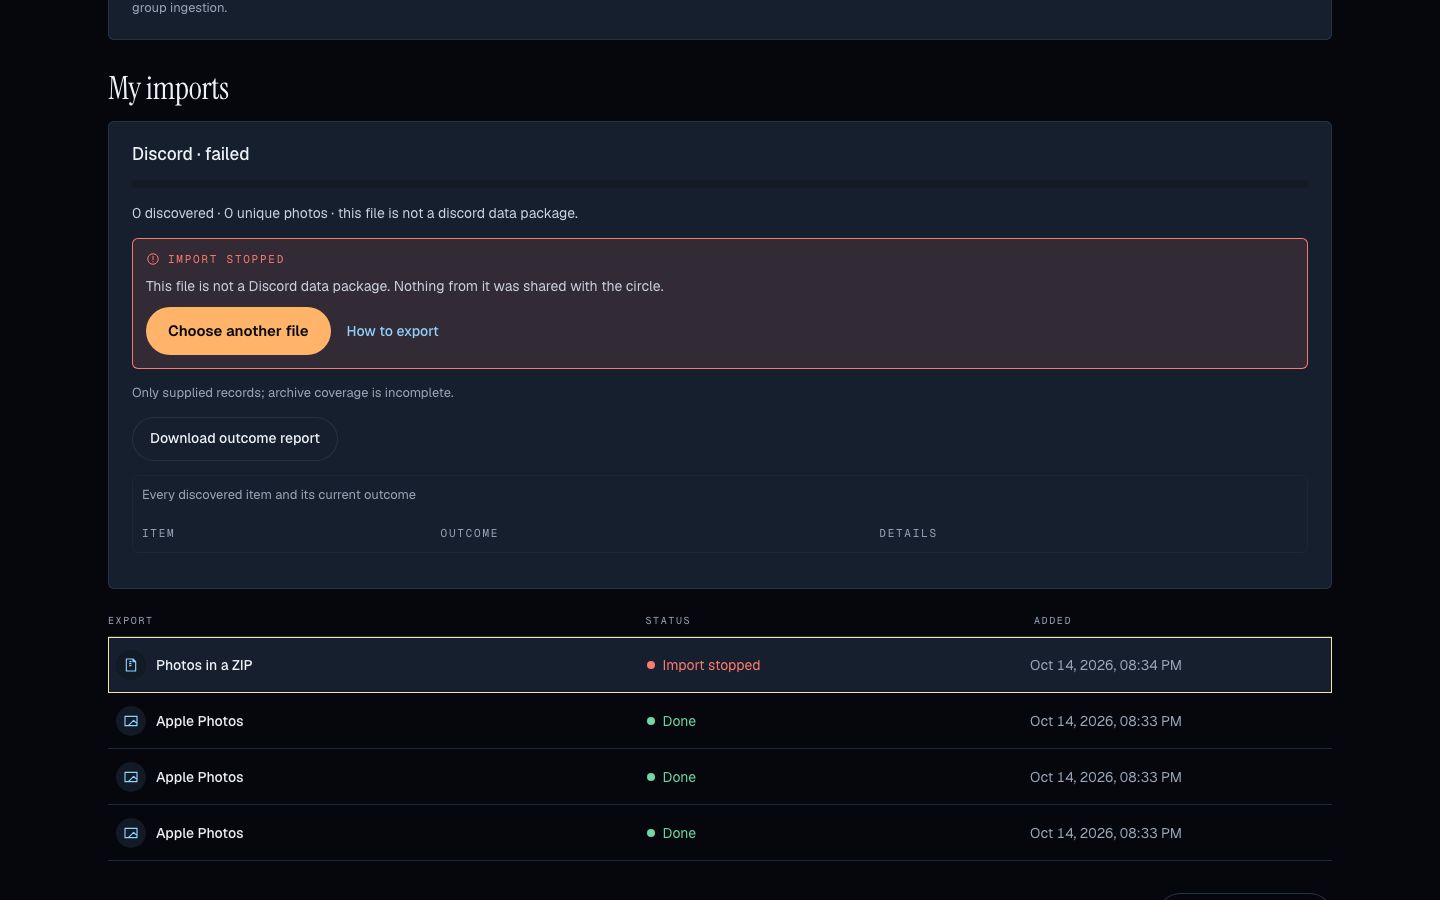 group ingestion.
My imports
Discord · failed
0 discovered · 0 unique photos · this file is not a discord data package.
IMPORT STOPPED
This file is not a Discord data package. Nothing from it was shared with the circle.
Choose another file How to export
Only supplied records; archive coverage is incomplete.
Download outcome report
Every discovered item and its current outcome
ITEM OUTCOME DETAILS
EXPORT STATUS ADDED
Photos in a ZIP Import stopped Oct 14, 2026, 08:34 PM
Apple Photos Done Oct 14, 2026, 08:33 PM
Apple Photos Done Oct 14, 2026, 08:33 PM
Apple Photos Done Oct 14, 2026, 08:33 PM